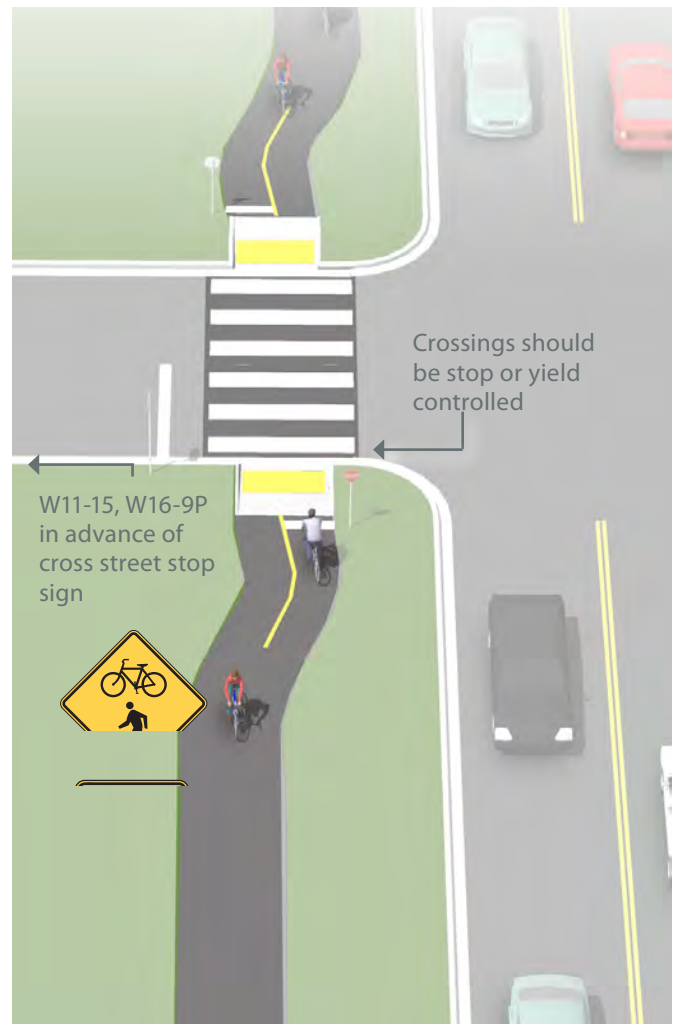 Crossings should
be stop or yield
controlled
W11-15, W16-9P
in advance of
cross street stop
sign